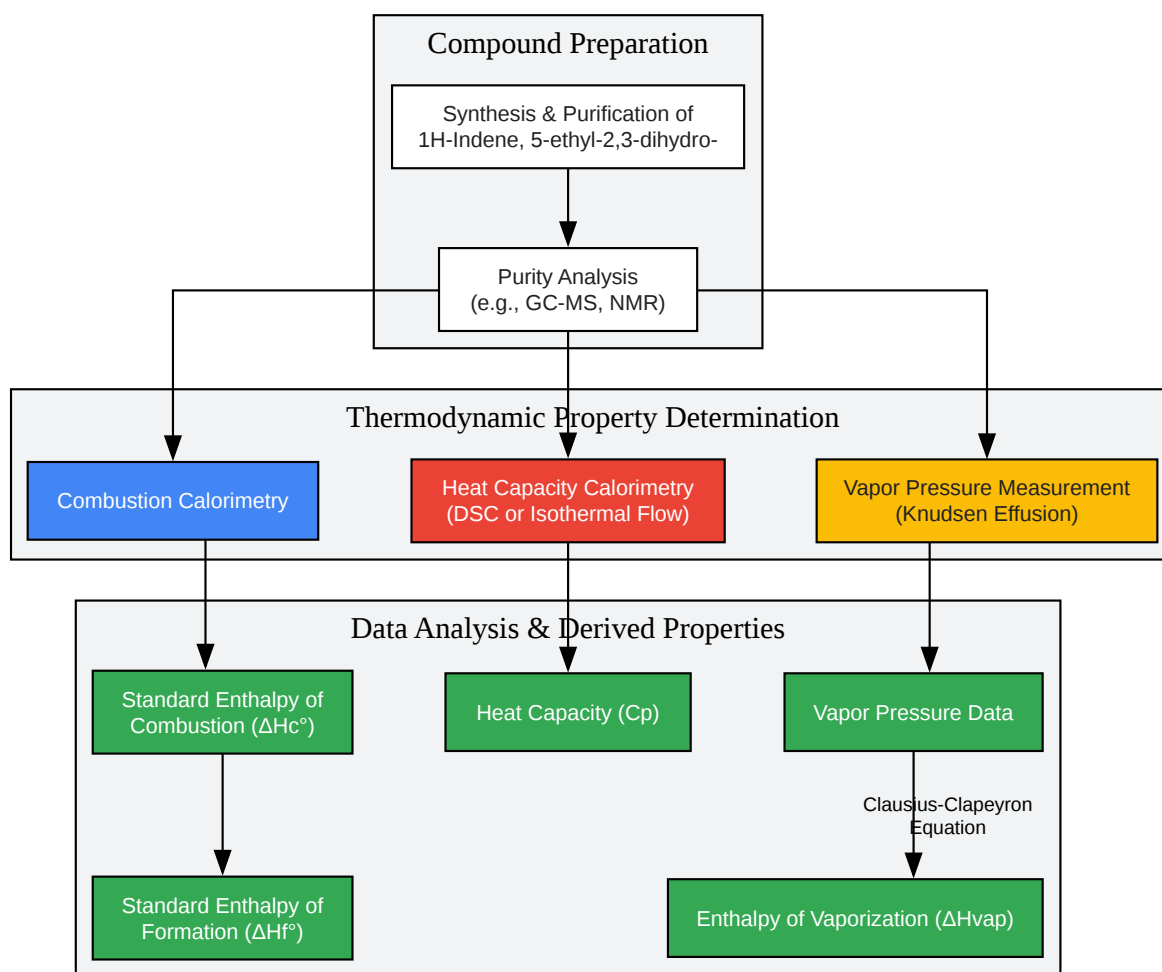 Compound Preparation
Synthesis & Purification of
1H-Indene, 5-ethyl-2,3-dihydro-
Purity Analysis
(e.g., GC-MS, NMR)
Thermodynamic Property Determination
Combustion Calorimetry
Heat Capacity Calorimetry
(DSC or Isothermal Flow)
Vapor Pressure Measurement
(Knudsen Effusion)
Data Analysis & Derived Properties
Standard Enthalpy of
Combustion (ΔHc°)
Heat Capacity (Cp)
Vapor Pressure Data
Clausius-Clapeyron
Equation
Standard Enthalpy of
Formation (ΔHf°)
Enthalpy of Vaporization (ΔHvap)